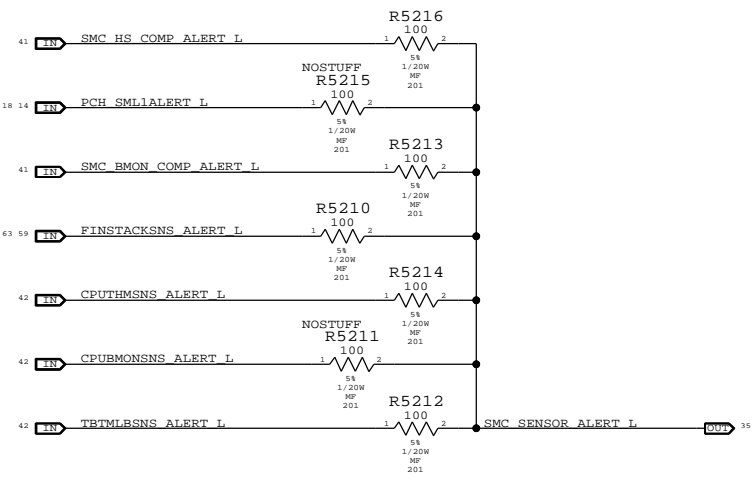 R5216
100
41 IN SMC_HS_COMP_ALERT_L 1 2
5%
1/20W
MF
201
NOSTUFF
R5215
100
18 14 IN PCH_SML1ALERT_L 1 2
5%
1/20W
MF
201
R5213
100
41 IN SMC_BMON_COMP_ALERT_L 1 2
5%
1/20W
MF
201
R5210
100
63 59 IN FINSTACKSNS_ALERT_L 1 2
5%
1/20W
MF
201
R5214
100
42 IN CPUTHMSNS_ALERT_L 1 2
5%
1/20W
MF
201
NOSTUFF
R5211
100
42 IN CPUBMONSNS_ALERT_L 1 2
5%
1/20W
MF
201
R5212
100
42 IN TBTMLBSNS_ALERT_L 1 2 SMC_SENSOR_ALERT_L OUT 35
5%
1/20W
MF
201